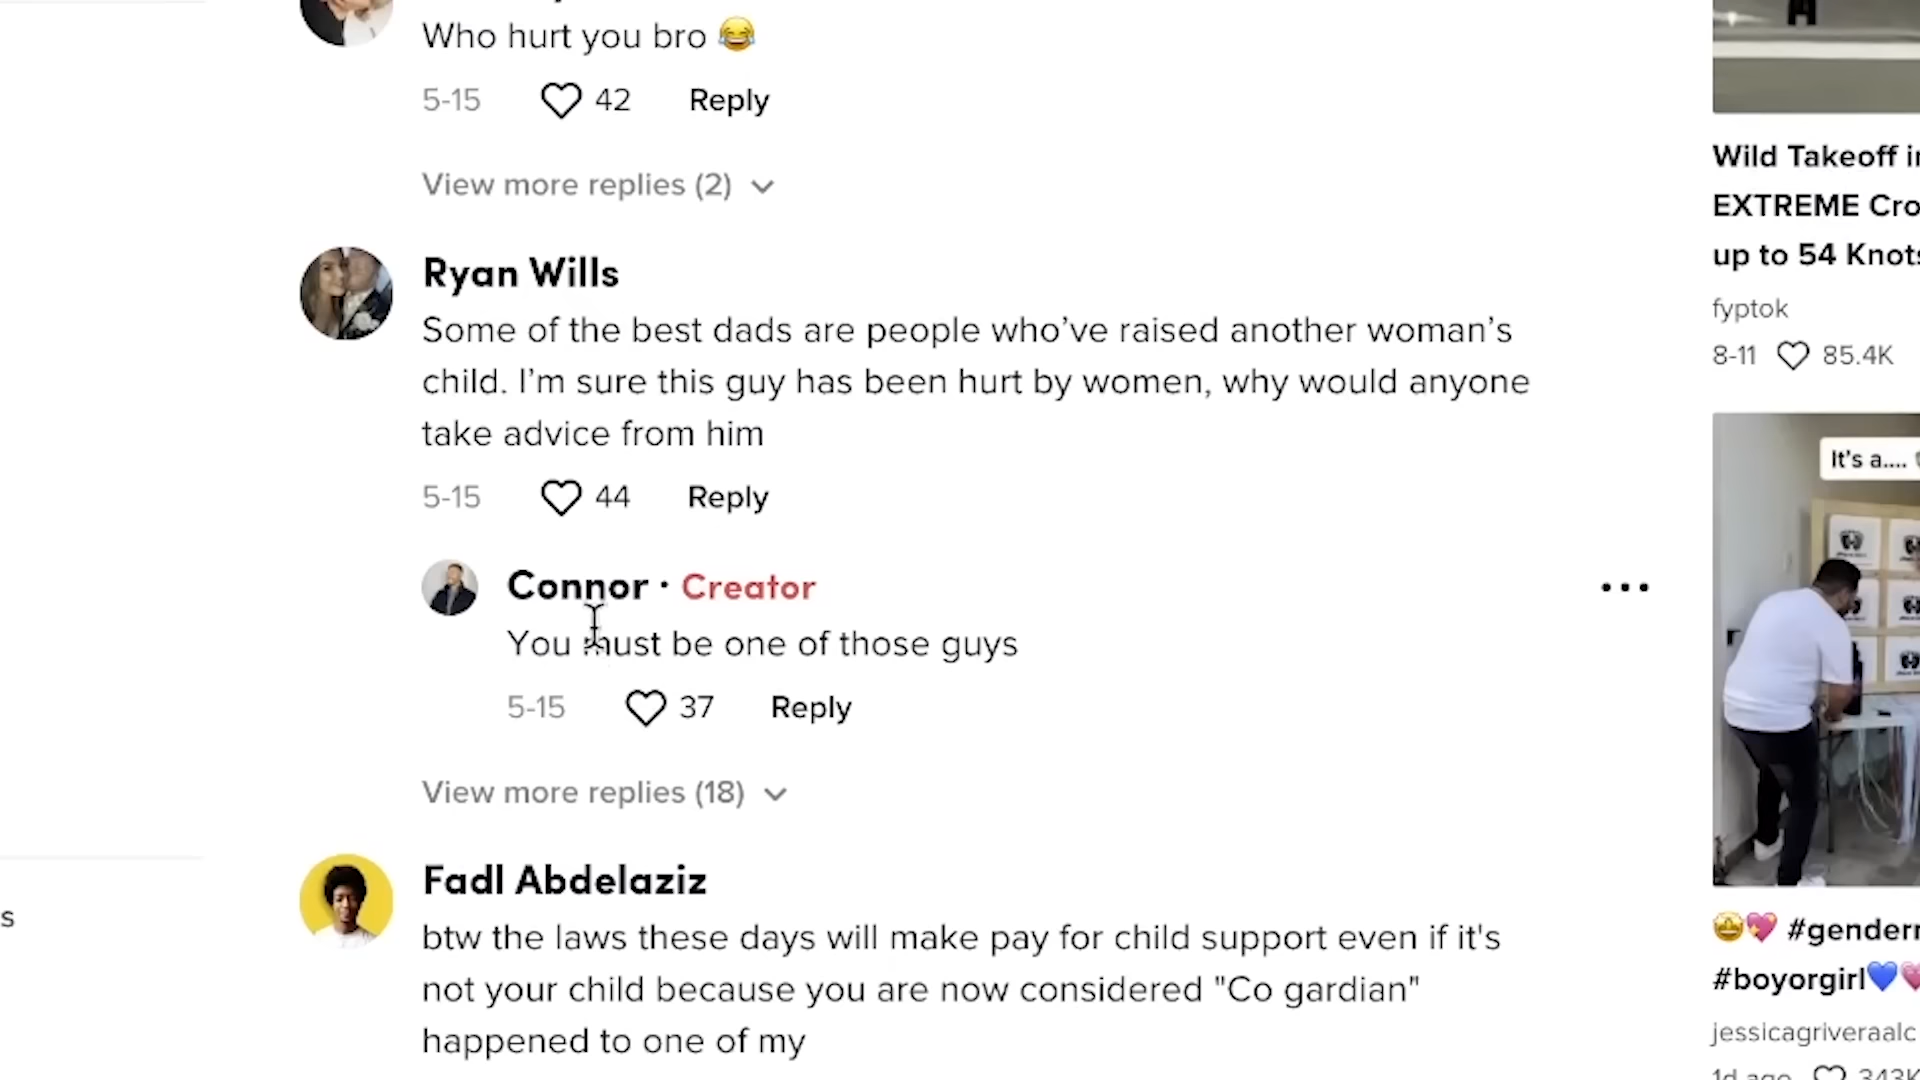 Who hurt you bro 😂
5-15 42 Reply
View more replies (2)
Ryan Wills
Some of the best dads are people who’ve raised another woman’s
child. I’m sure this guy has been hurt by women, why would anyone
take advice from him
5-15 44 Reply
Connor · Creator
You must be one of those guys
5-15 37 Reply
View more replies (18)
Fadl Abdelaziz
btw the laws these days will make pay for child support even if it's
not your child because you are now considered "Co gardian"
happened to one of my
s
Wild Takeoff
EXTREME Cro
up to 54 Knots
fyptok
8-11 85.4K
It's a....
🤩💖 #gender
#boyorgirl💙
jessicagriveraalc
1d ago 343K